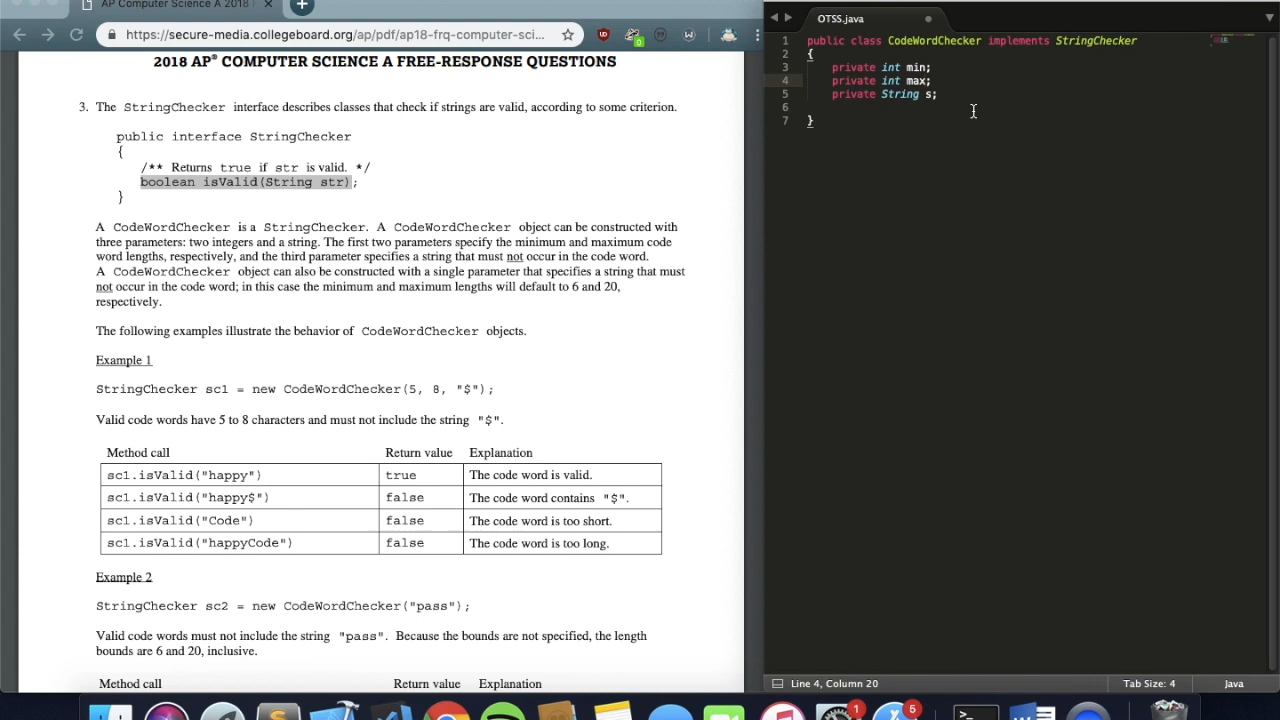 AP Computer Science A 2018
https://secure-media.collegeboard.org/ap/pdf/ap18-frq-computer-sci...
0
2018 AP® COMPUTER SCIENCE A FREE-RESPONSE QUESTIONS
3. The StringChecker interface describes classes that check if strings are valid, according to some criterion.
public interface StringChecker
{
/** Returns true if str is valid. */
boolean isValid(String str);
}
A CodeWordChecker is a StringChecker. A CodeWordChecker object can be constructed with
three parameters: two integers and a string. The first two parameters specify the minimum and maximum code
word lengths, respectively, and the third parameter specifies a string that must not occur in the code word.
A CodeWordChecker object can also be constructed with a single parameter that specifies a string that must
not occur in the code word; in this case the minimum and maximum lengths will default to 6 and 20,
respectively.
The following examples illustrate the behavior of CodeWordChecker objects.
Example 1
StringChecker sc1 = new CodeWordChecker(5, 8, "$");
Valid code words have 5 to 8 characters and must not include the string "$".
Method call Return value Explanation
sc1.isValid("happy") true The code word is valid.
sc1.isValid("happy$") false The code word contains "$".
sc1.isValid("Code") false The code word is too short.
sc1.isValid("happyCode") false The code word is too long.
Example 2
StringChecker sc2 = new CodeWordChecker("pass");
Valid code words must not include the string "pass". Because the bounds are not specified, the length
bounds are 6 and 20, inclusive.
Method call Return value Explanation
OTSS.java
1 public class CodeWordChecker implements StringChecker
2 {
3 private int min;
4 private int max;
5 private String s;
6
7 }
Line 4, Column 20 Tab Size: 4 Java
1
5